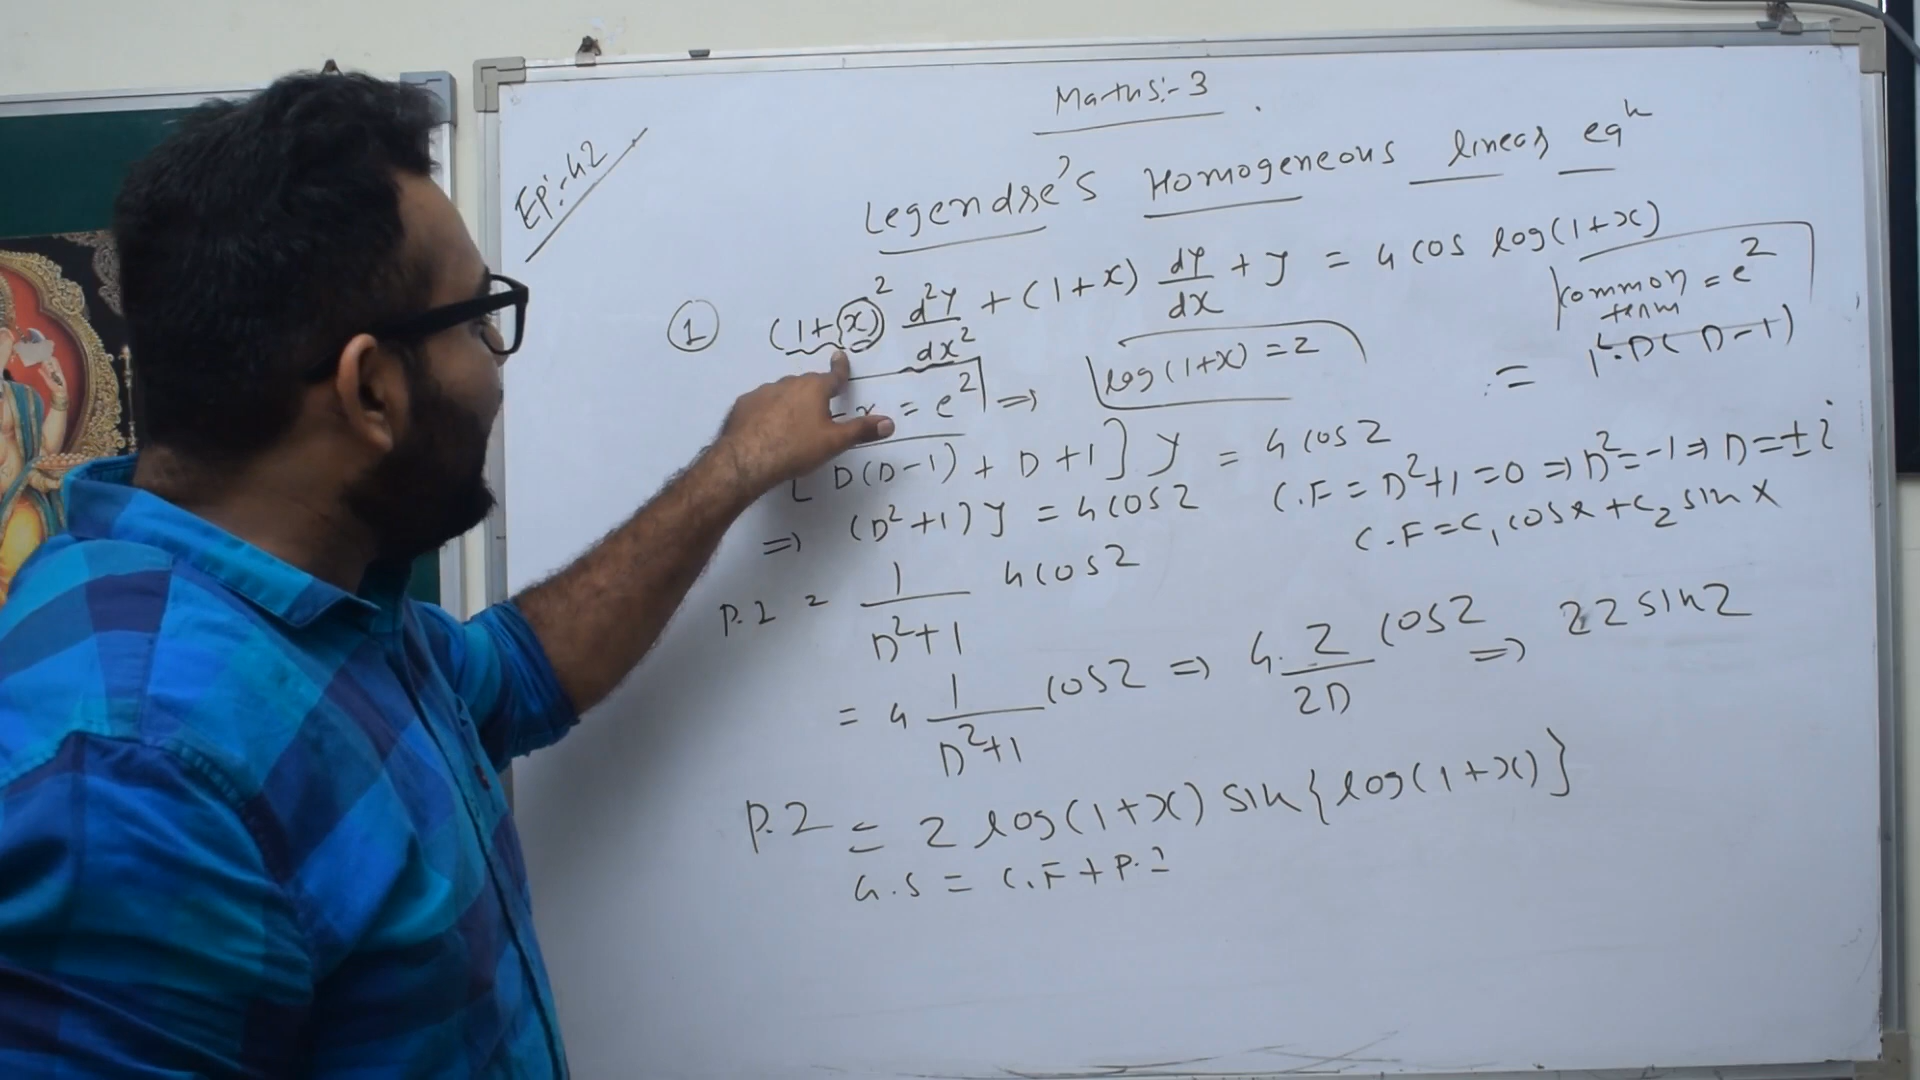 Maths:-3
Ep:-42
Legendre's Homogeneous linear eqn
① (1+x)² d²y/dx² + (1+x) dy/dx + y = 4 cos log(1+x)
common term = e^z
x = e^z ⇒ log(1+x) = z
= 1².D(D-1)
[D(D-1) + D + 1] y = 4 cos z
⇒ (D²+1) y = 4 cos z
C.F = D²+1 = 0 ⇒ D² = -1 ⇒ D = ±i
C.F = C₁ cos x + C₂ sin x
P.I = 1/(D²+1) 4 cos z
= 4 1/(D²+1) cos z ⇒ 4. z/2D cos z ⇒ 2z sin z
P.I = 2 log(1+x) sin{log(1+x)}
G.S = C.F + P.I